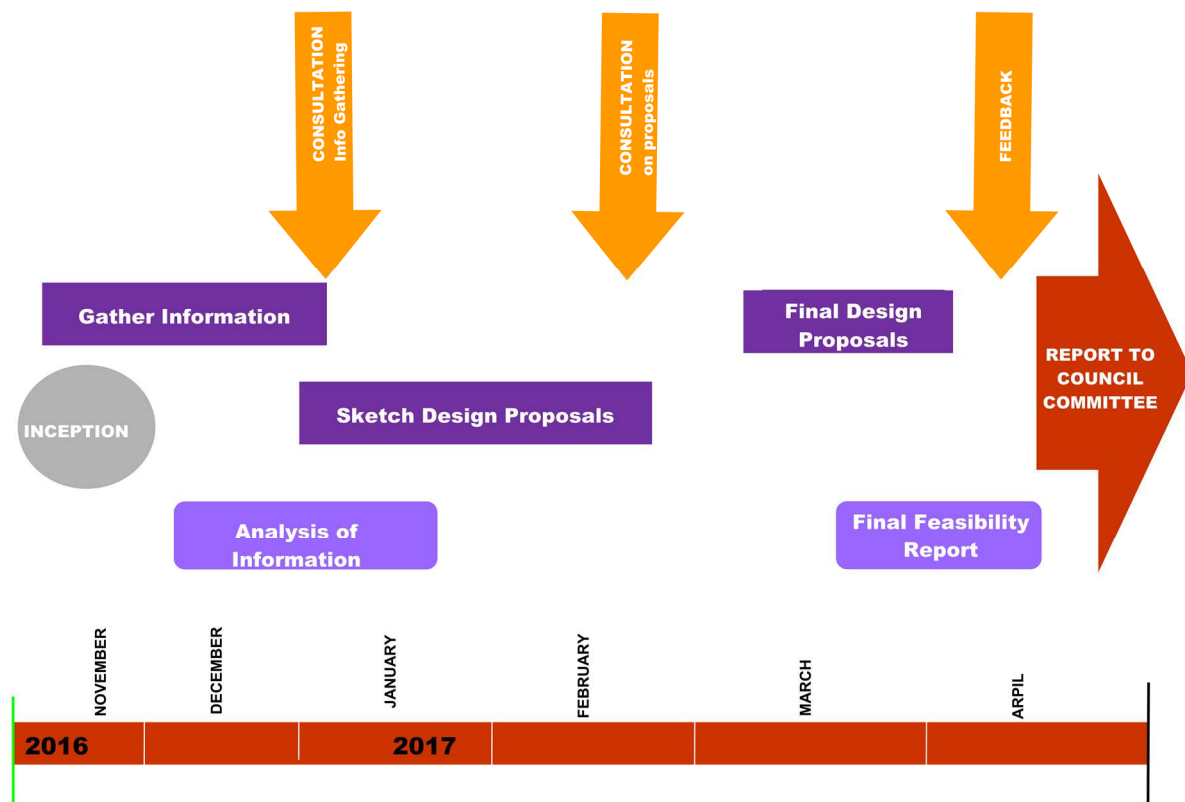 CONSULTATION
Info Gathering
CONSULTATION
on proposals
FEEDBACK
Gather Information
Final Design
Proposals
REPORT TO
COUNCIL
COMMITTEE
INCEPTION
Sketch Design Proposals
Analysis of
Information
Final Feasibility
Report
NOVEMBER
DECEMBER
JANUARY
FEBRUARY
MARCH
ARPIL
2016
2017